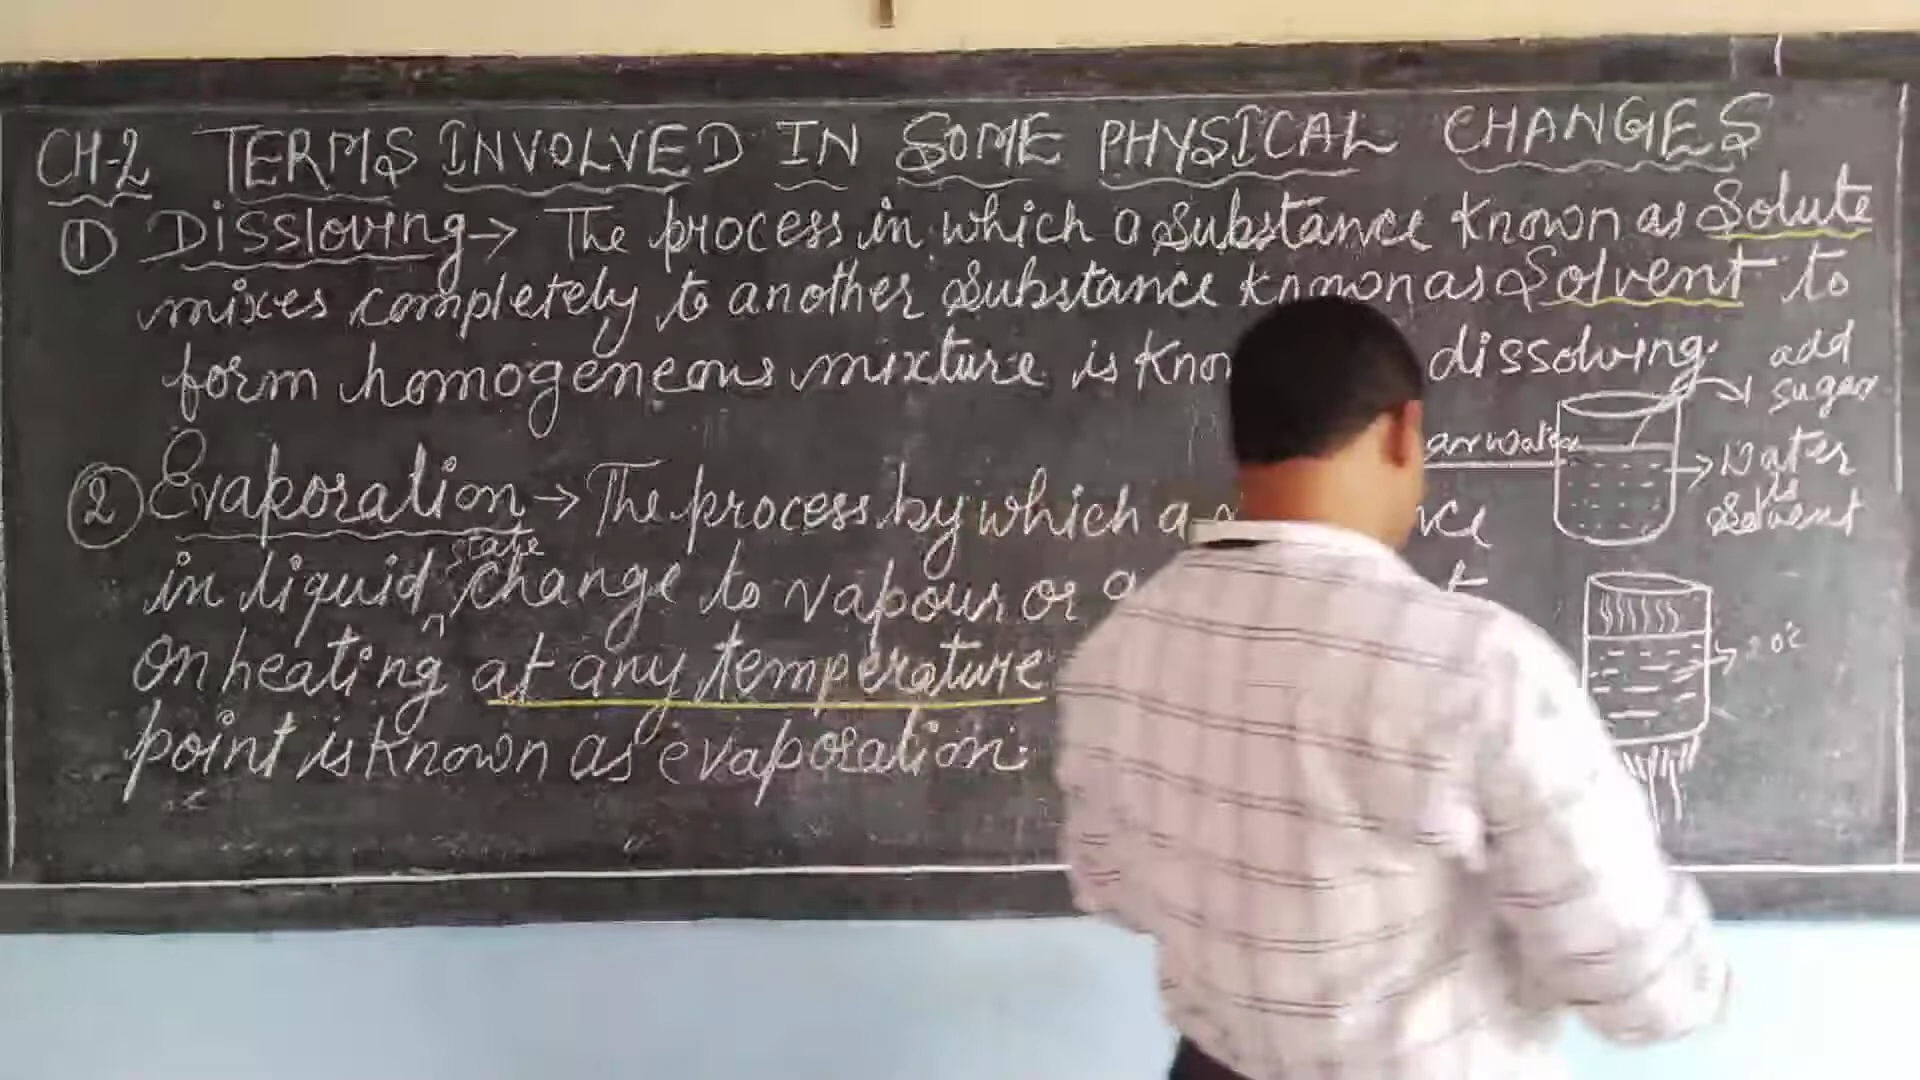 CH-2 TERMS INVOLVED IN SOME PHYSICAL CHANGES
① Dissloving → The process in which a substance known as Solute
mixes completely to another substance known as Solvent to
form homogeneous mixture is dissolving.
add
sugar
water
Water
is
Solvent
② Evaporation → The process by which a
state
in liquid change to vapour or
on heating at any temperature
point is known as evaporation.